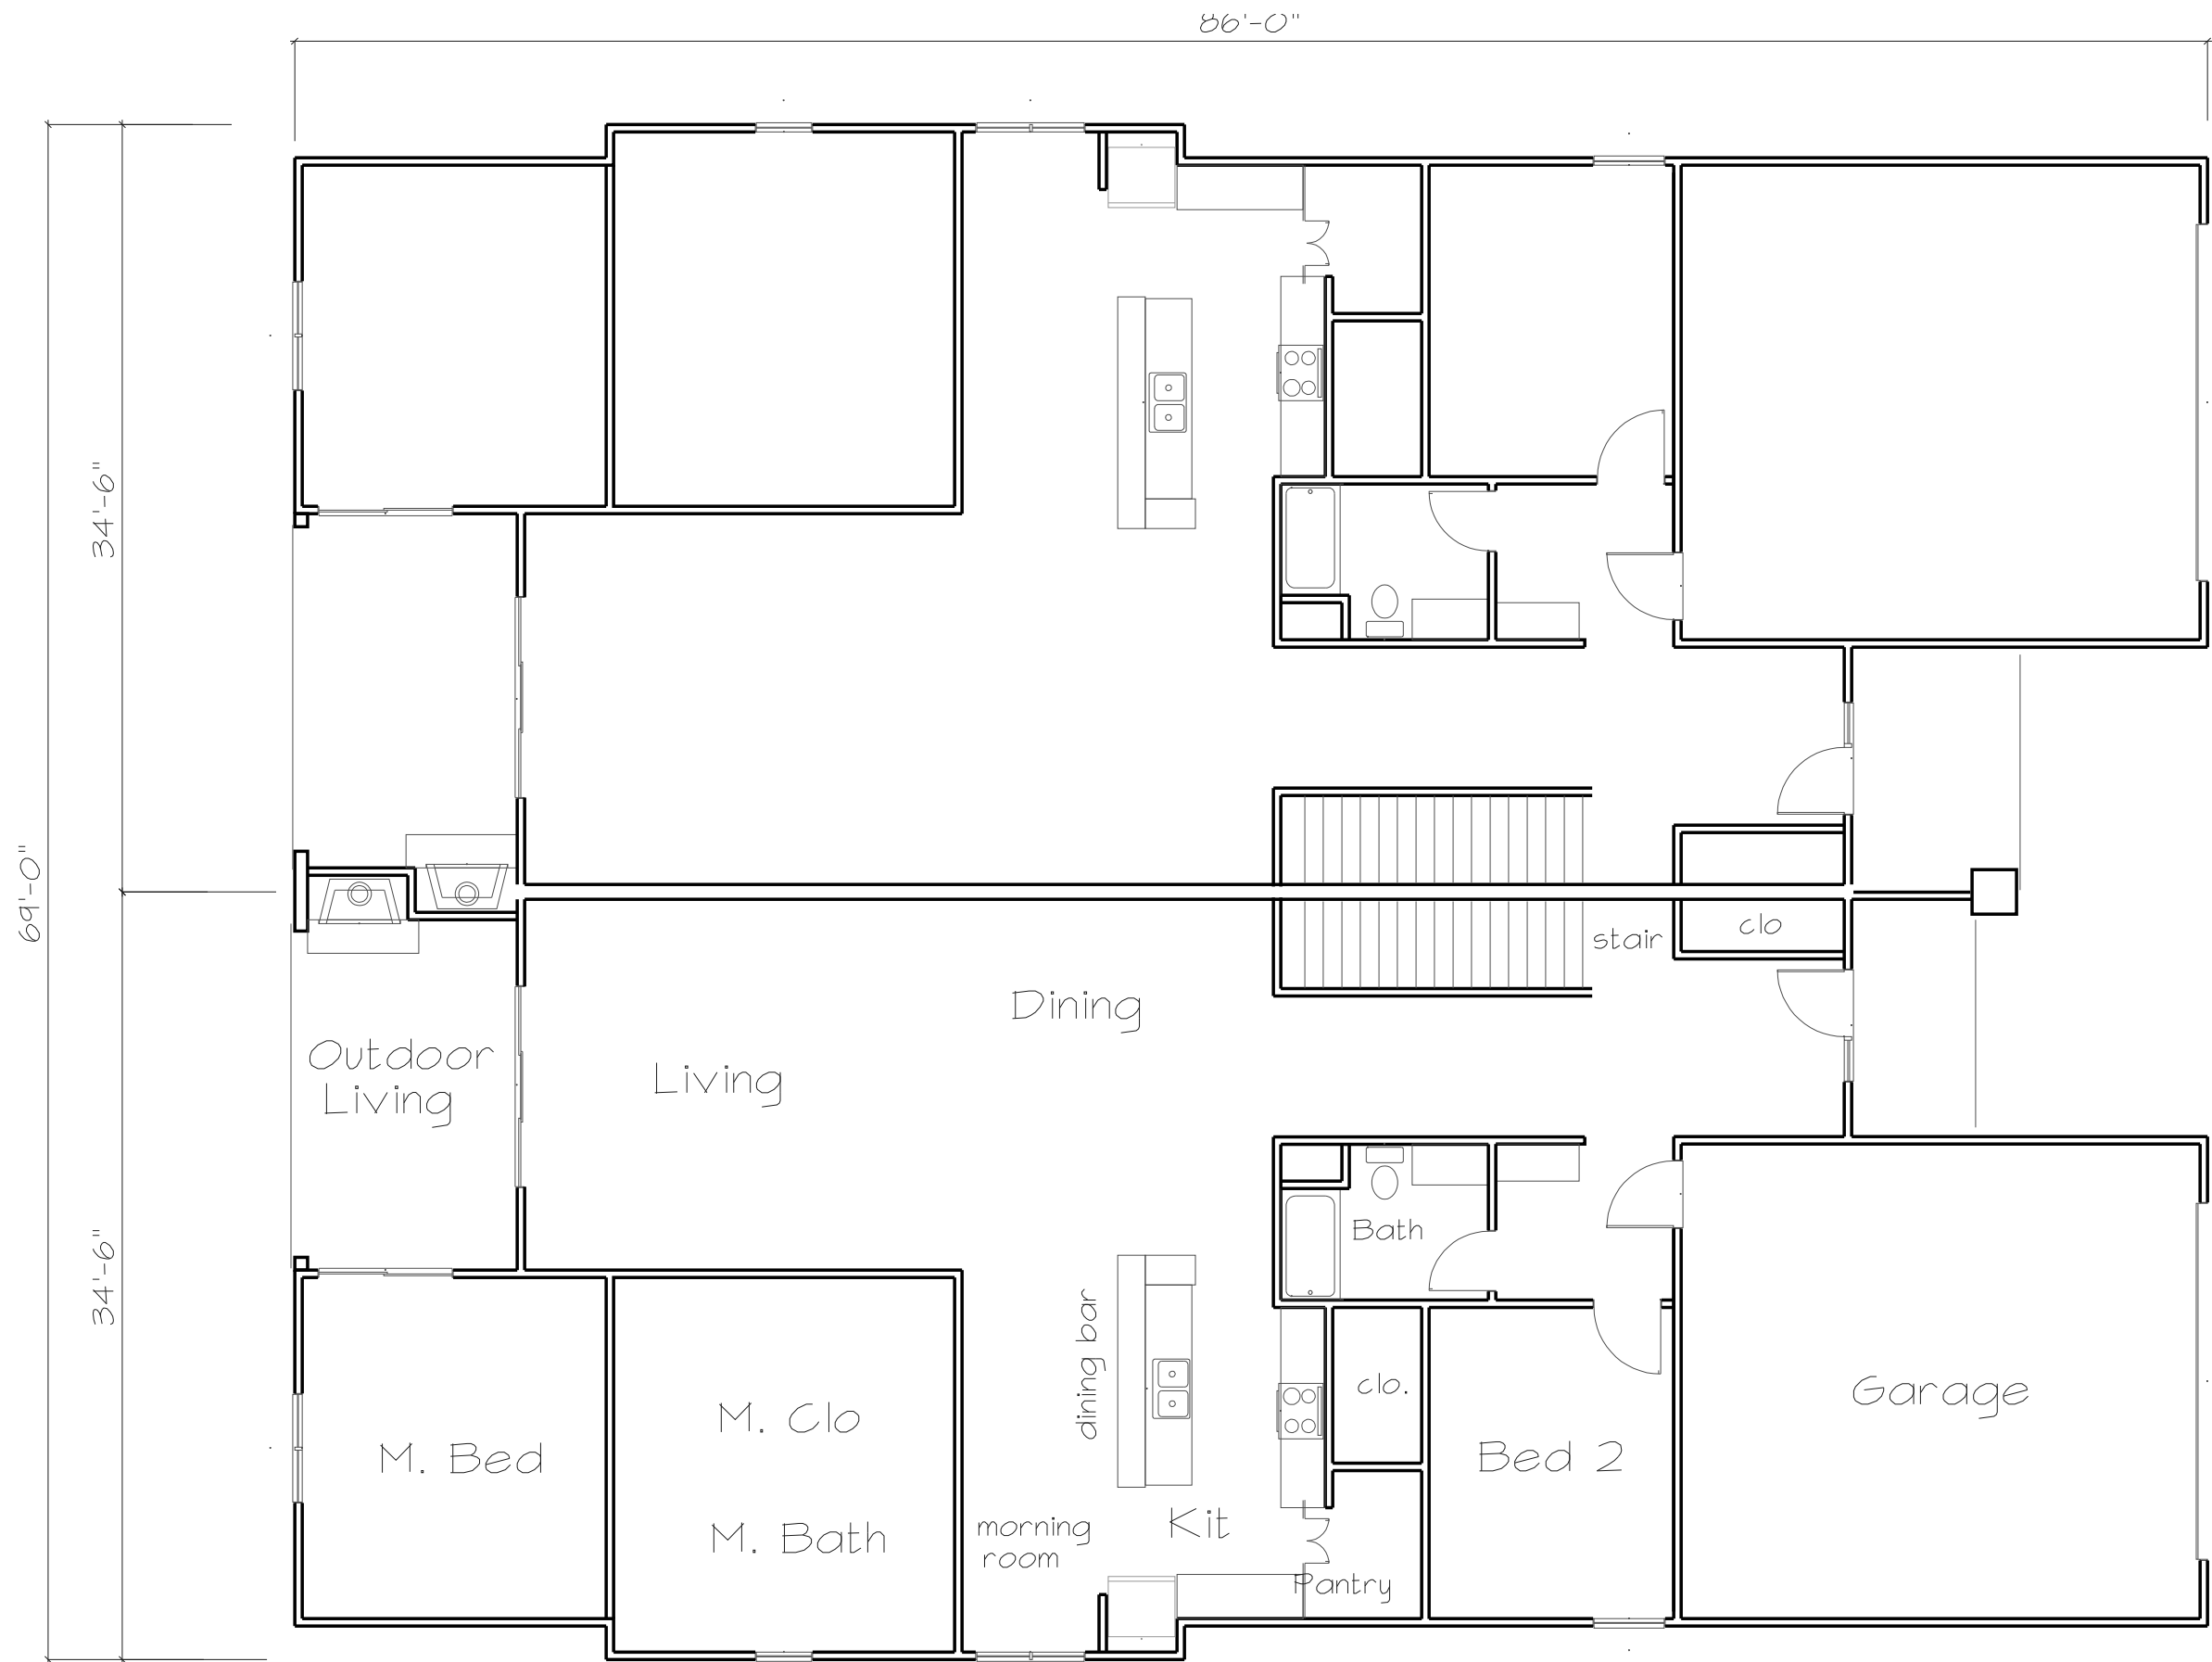 86'-0"
34'-6"
69'-0"
34'-6"
clo
stair
Dining
Outdoor
Living
Living
Bath
dining bar
clo.
Garage
M. Clo
M. Bed
Bed 2
M. Bath
morning
room
Kit
Pantry